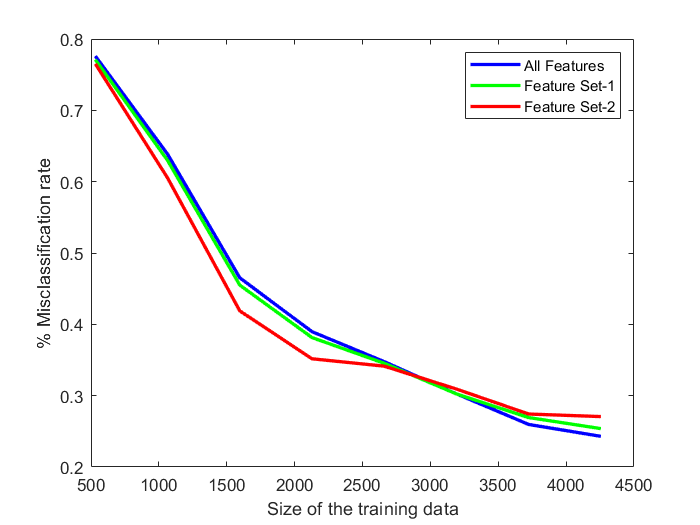 0.8
0.7
0.6
0.5
0.4
0.3
0.2
% Misclassification rate
All Features
Feature Set-1
Feature Set-2
500 1000 1500 2000 2500 3000 3500 4000 4500
Size of the training data